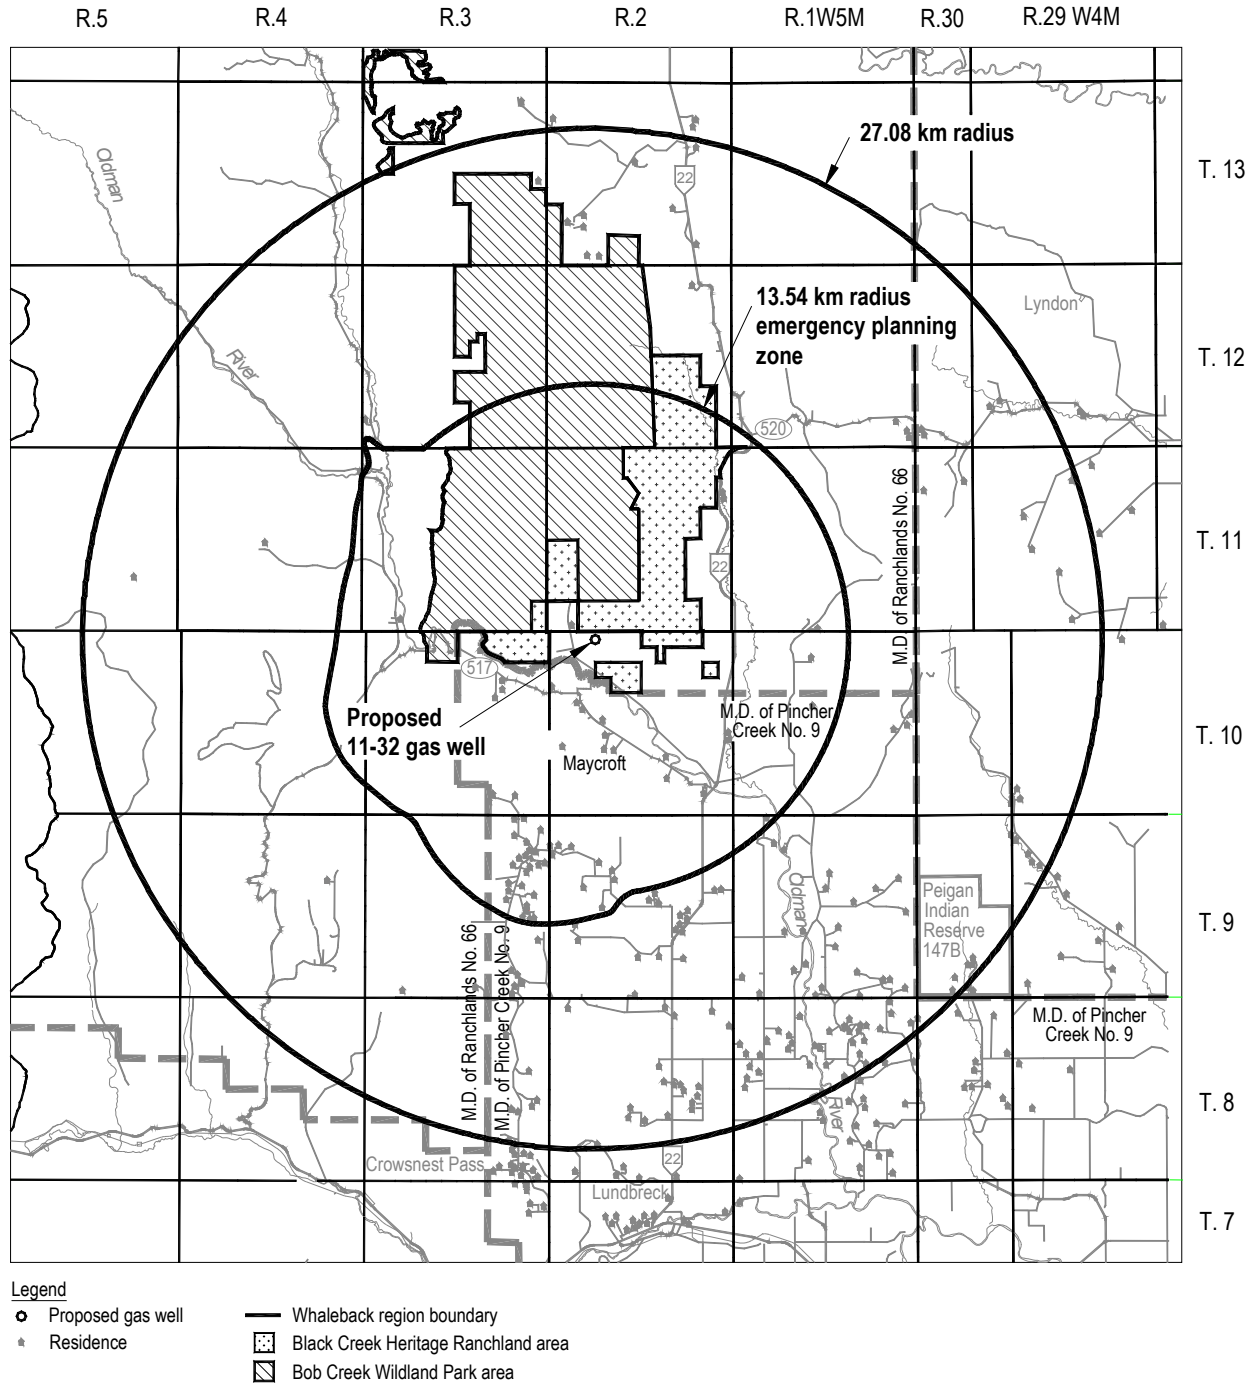 R.5 R.4 R.3 R.2 R.1W5M R.30 R.29 W4M
27.08 km radius
Oldman
T. 13
22
13.54 km radius
emergency planning
zone
Lyndon
River
T. 12
520
M.D. of Ranchlands No. 66
T. 11
22
517
Proposed
11-32 gas well
M.D. of Pincher
Creek No. 9
T. 10
Maycroft
Oldman
Peigan
Indian
Reserve
147B
T. 9
M.D. of Ranchlands No. 66
M.D. of Pincher Creek No. 9
M.D. of Pincher
Creek No. 9
River
T. 8
Crowsnest Pass
22
Lundbreck
T. 7
Legend
Proposed gas well
Residence
Whaleback region boundary
Black Creek Heritage Ranchland area
Bob Creek Wildland Park area